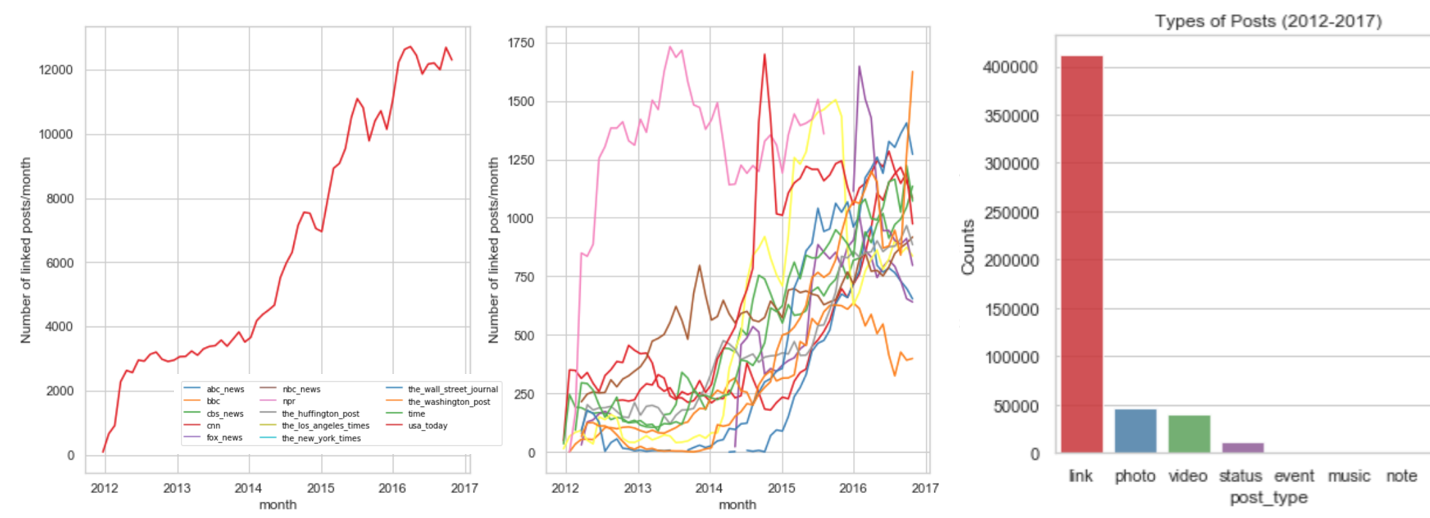 Number of linked posts/month
12000
10000
8000
6000
4000
2000
0
2012
2013
2014
2015
2016
2017
month
abc_news
bbc
cbs_news
cnn
fox_news
nbc_news
npr
the_huffington_post
the_los_angeles_times
the_new_york_times
the_wall_street_journal
the_washington_post
time
usa_today
Number of linked posts/month
1750
1500
1250
1000
750
500
250
0
2012
2013
2014
2015
2016
2017
month
Types of Posts (2012-2017)
Counts
400000
350000
300000
250000
200000
150000
100000
50000
0
link
photo
video
status
event
music
note
post_type